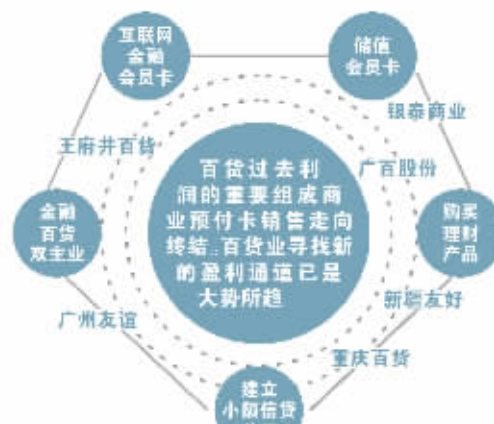 互联网
金融
会员卡
储值
会员卡
银泰商业
王府井百货
广百股份
百货过去利
润的重要组成商
业预付卡销售走向
终结，百货业寻找新
的盈利通道已是
大势所趋
金融
百货
双主业
购买
理财
产品
广州友谊
新疆友好
重庆百货
建立
小额信贷